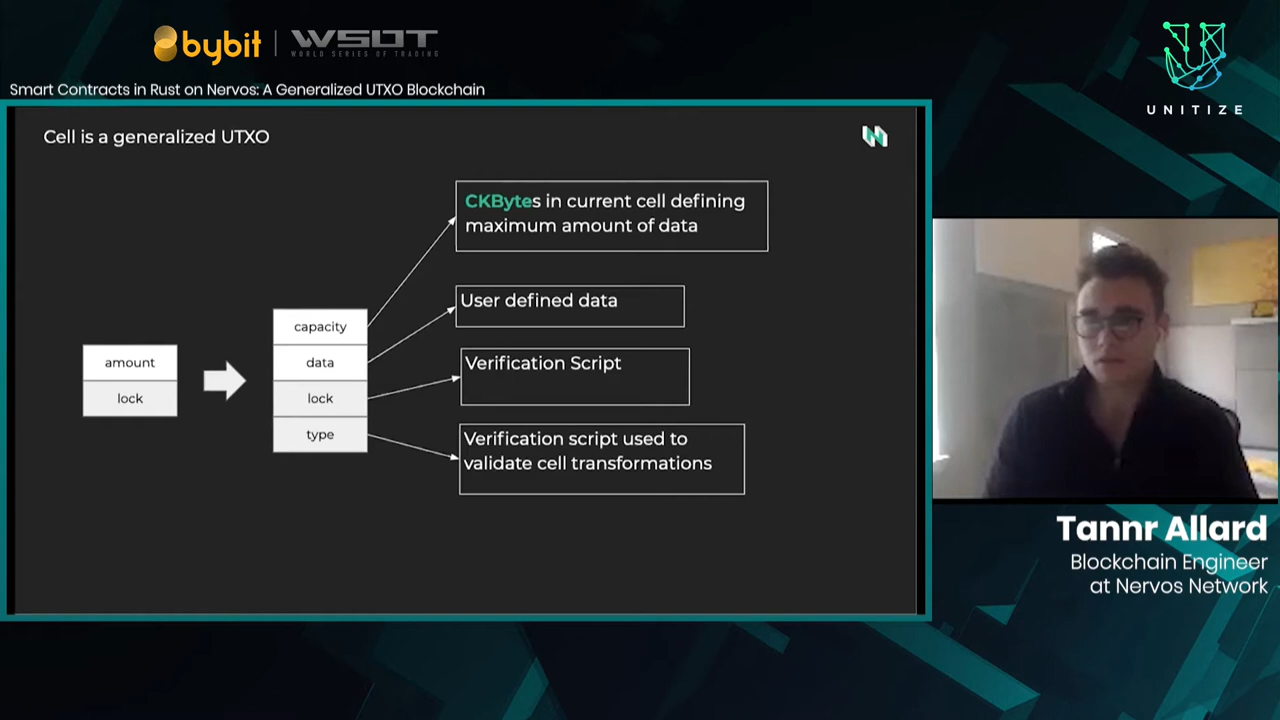 bybit
WSOT
WORLD SERIES OF TRADING
UNITIZE
Smart Contracts in Rust on Nervos: A Generalized UTXO Blockchain
Cell is a generalized UTXO
CKBytes in current cell defining
maximum amount of data
User defined data
Verification Script
Verification script used to
validate cell transformations
amount
lock
capacity
data
lock
type
Tannr Allard
Blockchain Engineer
at Nervos Network